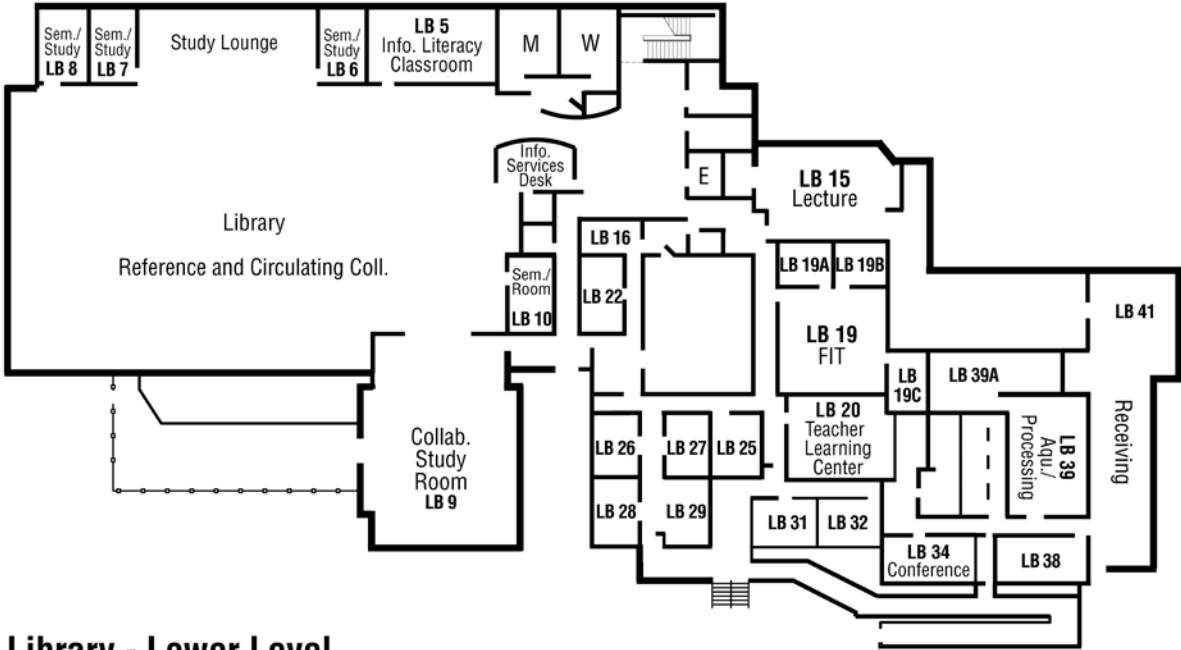 Sem./
Study
LB 8
Sem./
Study
LB 7
Study Lounge
Sem./
Study
LB 6
LB 5
Info. Literacy
Classroom
M
W
Info.
Services
Desk
E
LB 15
Lecture
Library
Reference and Circulating Coll.
LB 16
LB 19A
LB 19B
Sem./
Room
LB 10
LB 22
LB 41
LB 19
FIT
LB
19C
LB 39A
Collab.
Study
Room
LB 9
LB 26
LB 27
LB 25
LB 20
Teacher
Learning
Center
LB 39
Aqu./
Processing
Receiving
LB 28
LB 29
LB 31
LB 32
LB 34
Conference
LB 38
Library - Lower Level